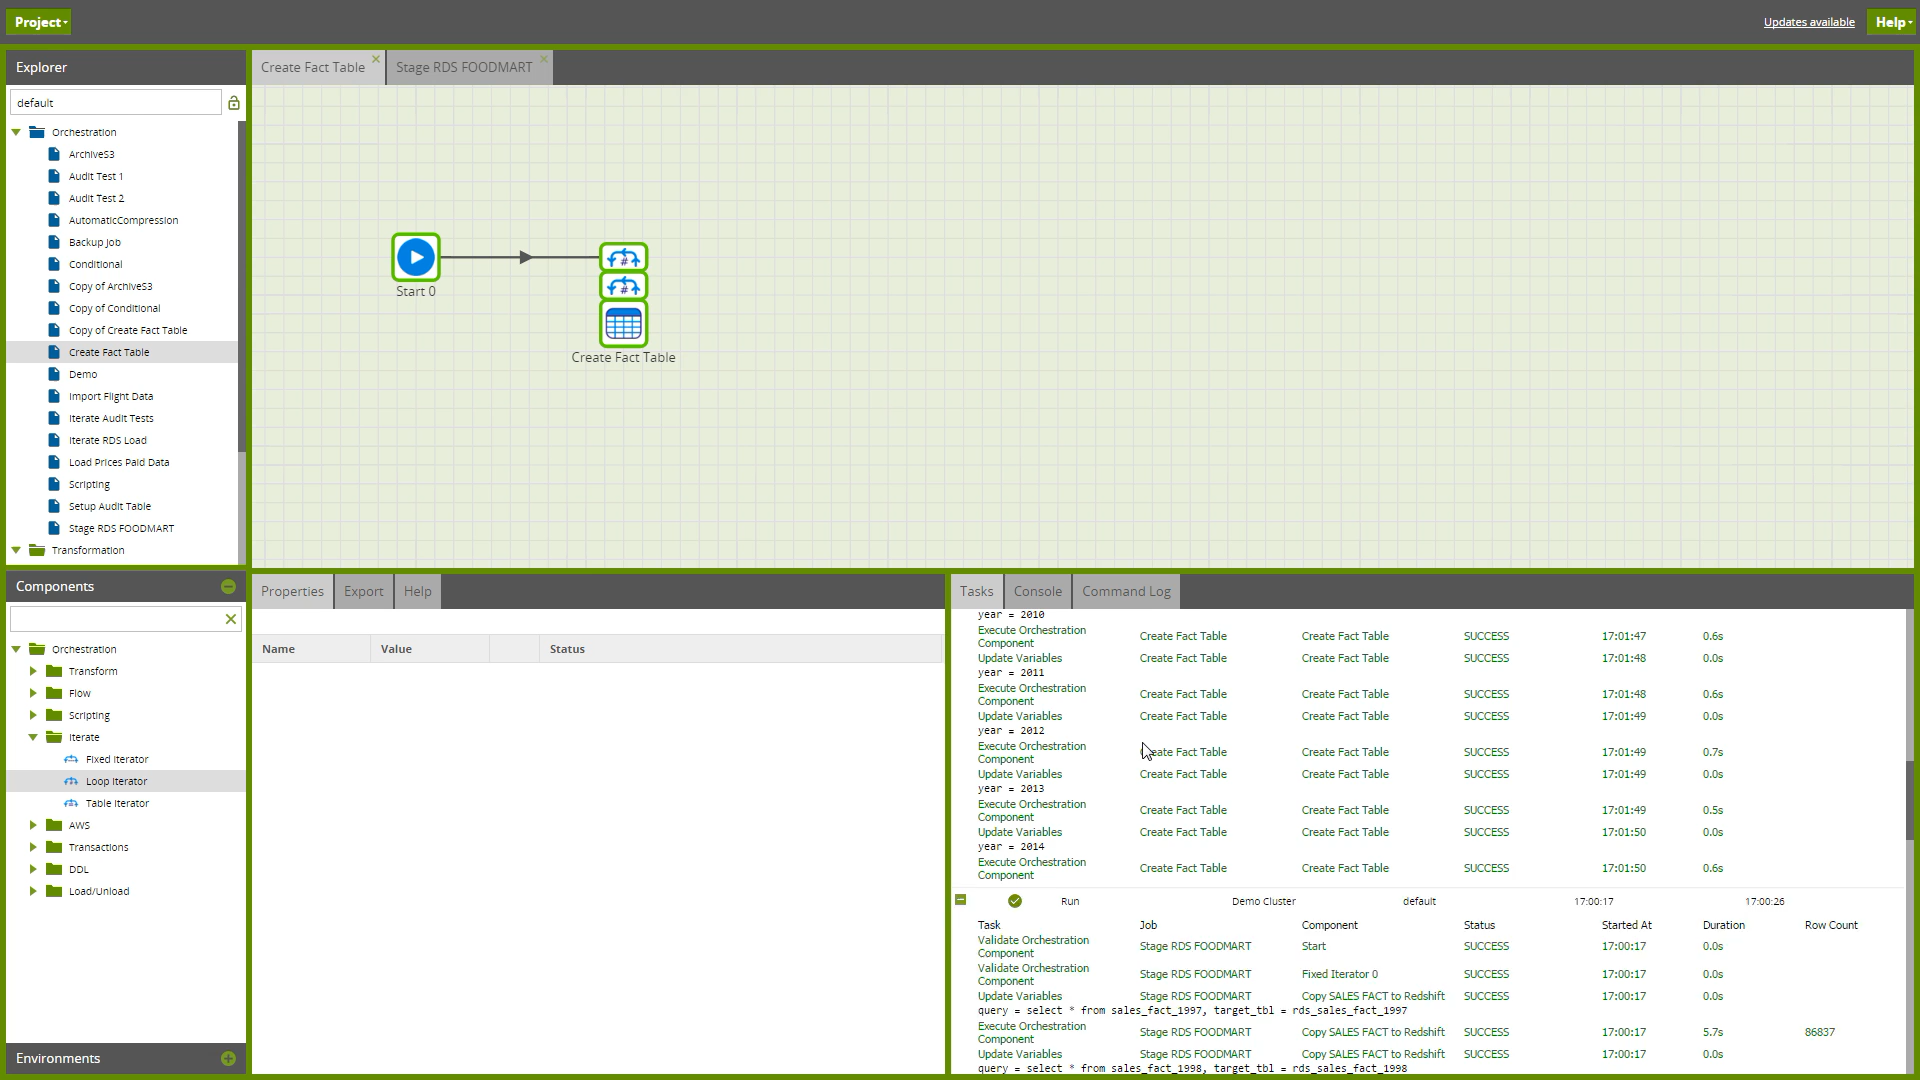 Project
Updates available
Help
Explorer
Create Fact Table
Stage RDS FOODMART
default
Orchestration
ArchiveS3
Audit Test 1
Audit Test 2
AutomaticCompression
Backup Job
Conditional
Copy of ArchiveS3
Copy of Conditional
Copy of Create Fact Table
Create Fact Table
Demo
Import Flight Data
Iterate Audit Tests
Iterate RDS Load
Load Prices Paid Data
Scripting
Setup Audit Table
Stage RDS FOODMART
Transformation
Start 0
Create Fact Table
Components
Orchestration
Transform
Flow
Scripting
Iterate
Fixed Iterator
Loop Iterator
Table Iterator
AWS
Transactions
DDL
Load/Unload
Environments
Properties Export Help
Name Value Status
Tasks Console Command Log
year = 2010
Execute Orchestration Component Create Fact Table Create Fact Table SUCCESS 17:01:47 0.6s
Update Variables Create Fact Table Create Fact Table SUCCESS 17:01:48 0.0s
year = 2011
Execute Orchestration Component Create Fact Table Create Fact Table SUCCESS 17:01:48 0.6s
Update Variables Create Fact Table Create Fact Table SUCCESS 17:01:49 0.0s
year = 2012
Execute Orchestration Component Create Fact Table Create Fact Table SUCCESS 17:01:49 0.7s
Update Variables Create Fact Table Create Fact Table SUCCESS 17:01:49 0.0s
year = 2013
Execute Orchestration Component Create Fact Table Create Fact Table SUCCESS 17:01:49 0.5s
Update Variables Create Fact Table Create Fact Table SUCCESS 17:01:50 0.0s
year = 2014
Execute Orchestration Component Create Fact Table Create Fact Table SUCCESS 17:01:50 0.6s
Run Demo Cluster default 17:00:17 17:00:26
Task Job Component Status Started At Duration Row Count
Validate Orchestration Component Stage RDS FOODMART Start SUCCESS 17:00:17 0.0s
Validate Orchestration Component Stage RDS FOODMART Fixed Iterator 0 SUCCESS 17:00:17 0.0s
Update Variables Stage RDS FOODMART Copy SALES FACT to Redshift SUCCESS 17:00:17 0.0s
query = select * from sales_fact_1997, target_tbl = rds_sales_fact_1997
Execute Orchestration Component Stage RDS FOODMART Copy SALES FACT to Redshift SUCCESS 17:00:17 5.7s 86837
Update Variables Stage RDS FOODMART Copy SALES FACT to Redshift SUCCESS 17:00:17 0.0s
query = select * from sales_fact_1998, target_tbl = rds_sales_fact_1998